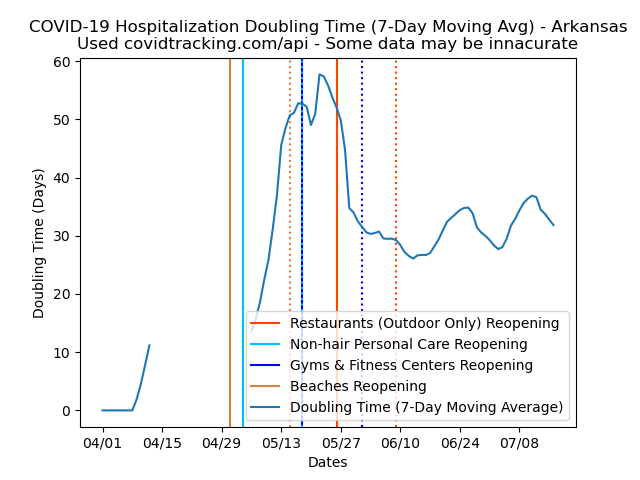 COVID-19 Hospitalization Doubling Time (7-Day Moving Avg) - Arkansas
Used covidtracking.com/api - Some data may be innacurate
60
50
40
30
20
10
0
Doubling Time (Days)
Restaurants (Outdoor Only) Reopening
Non-hair Personal Care Reopening
Gyms & Fitness Centers Reopening
Beaches Reopening
Doubling Time (7-Day Moving Average)
04/01 04/15 04/29 05/13 05/27 06/10 06/24 07/08
Dates